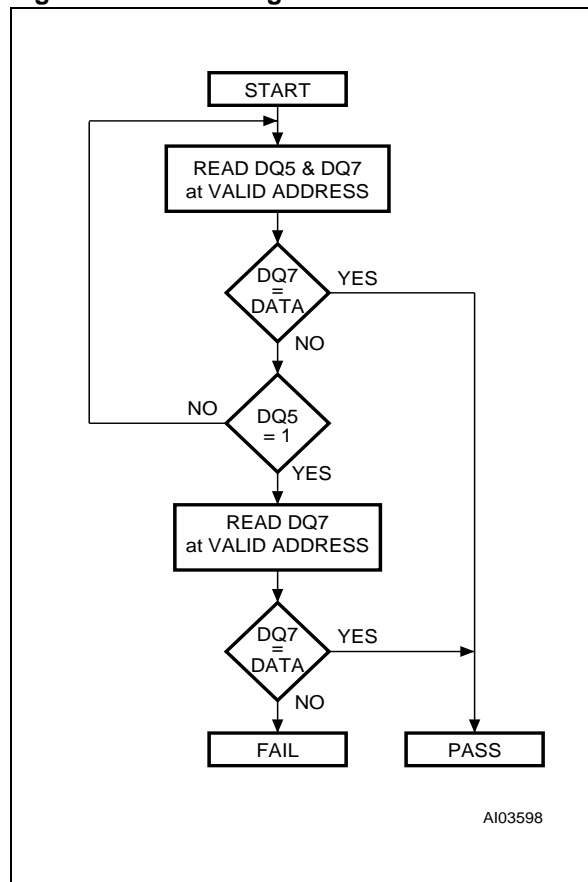 START
READ DQ5 & DQ7
at VALID ADDRESS
DQ7
=
DATA
YES
NO
NO
DQ5
= 1
YES
READ DQ7
at VALID ADDRESS
DQ7
=
DATA
YES
NO
FAIL
PASS
AI03598